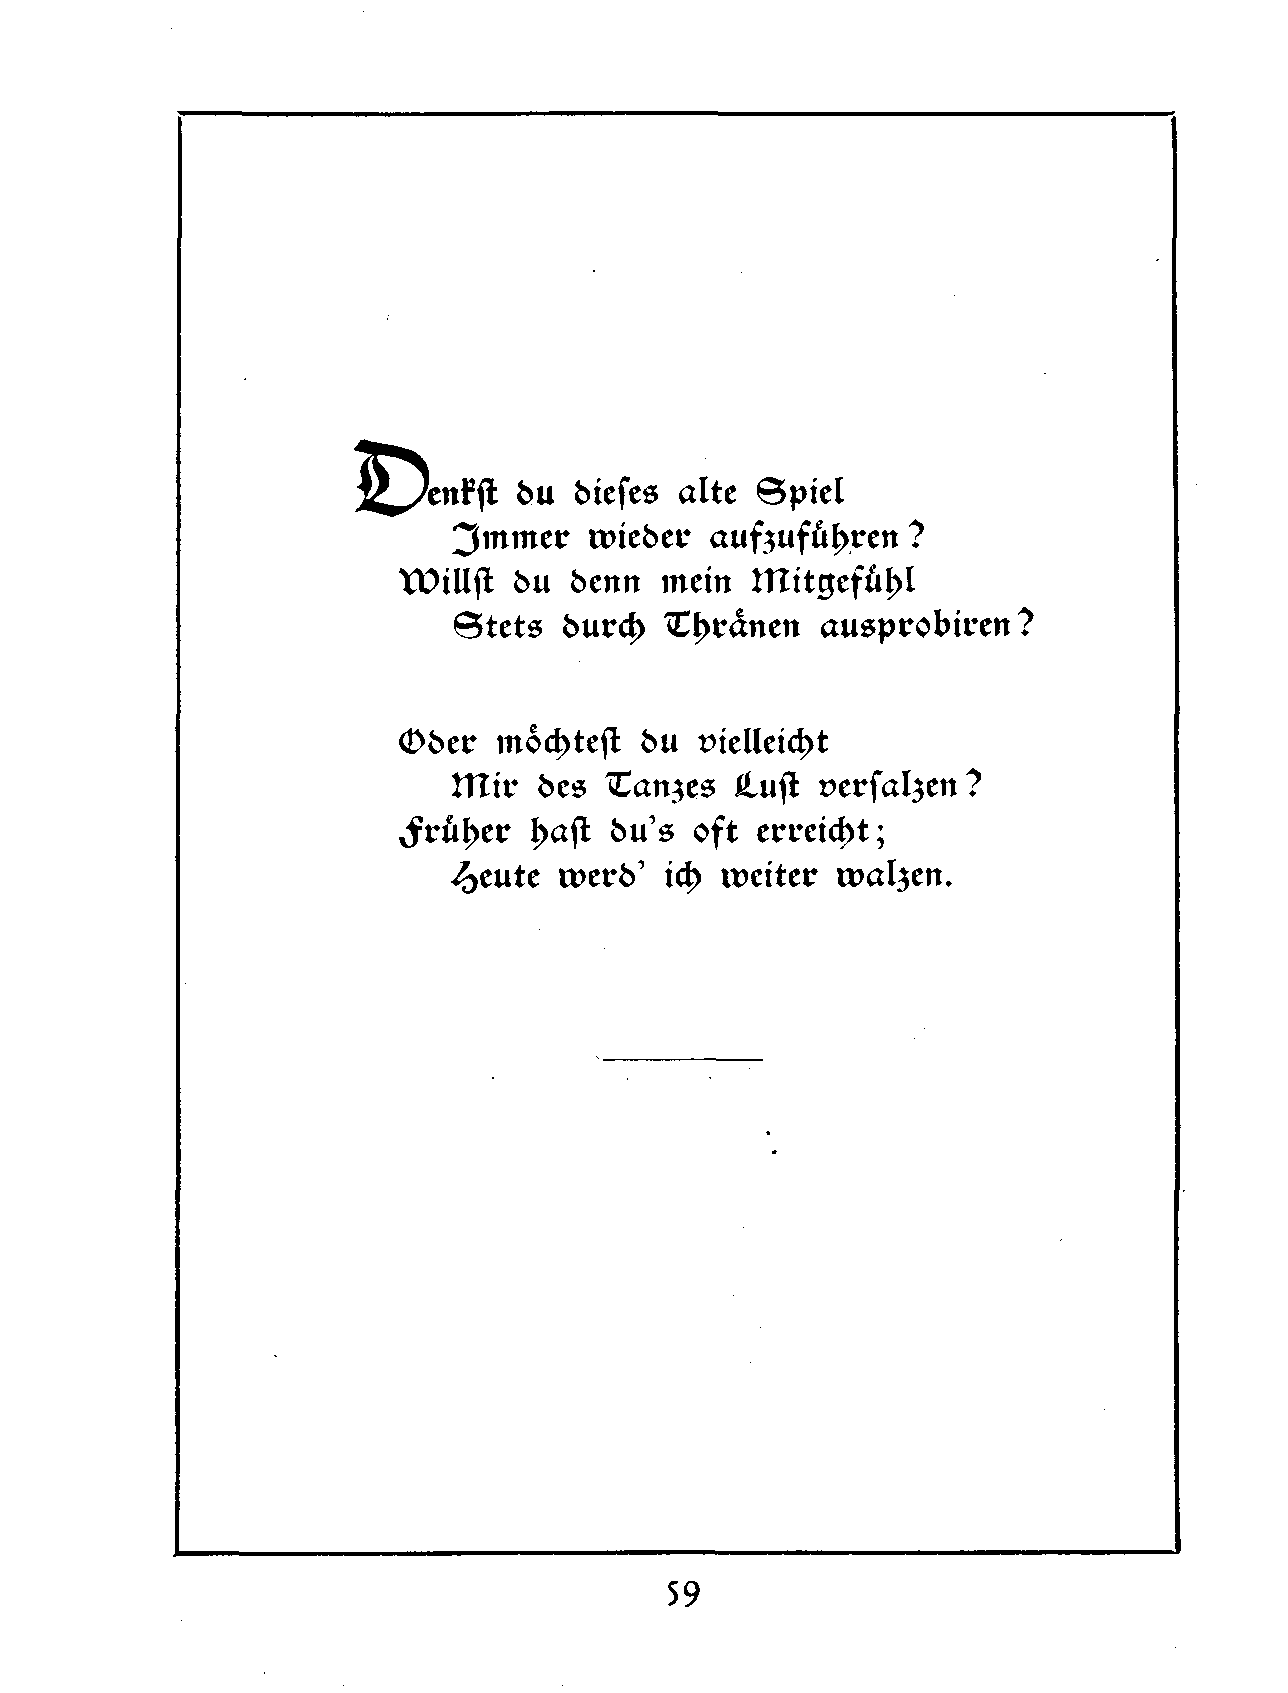 Denkſt du dieſes alte Spiel
Immer wieder aufzuführen?
Willſt du denn mein Mitgefühl
Stets durch Thränen ausprobiren?
Oder möchteſt du vielleicht
Mir des Tanzes Luſt verſalzen?
Früher haſt du's oft erreicht;
Heute werd' ich weiter walzen.
59